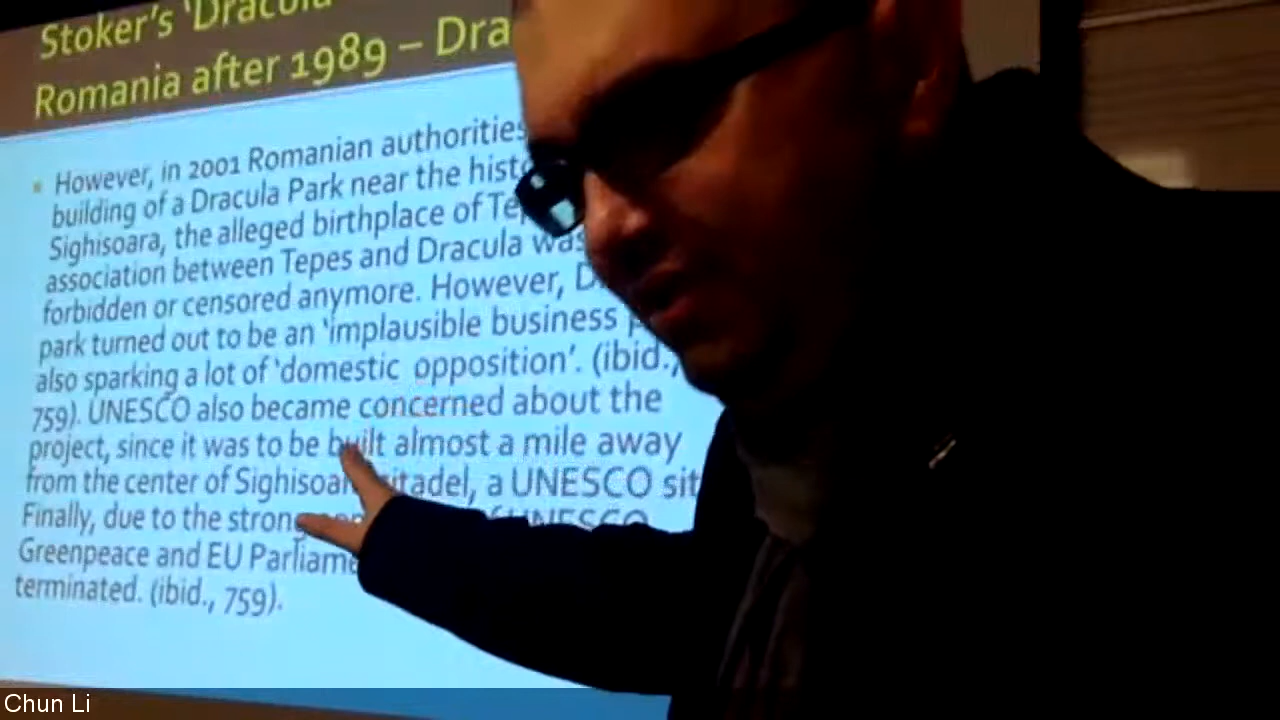 Stoker's 'Dracula
Romania after 1989 – Dra
However, in 2001 Romanian authorities
building of a Dracula Park near the histo
Sighisoara, the alleged birthplace of Te
association between Tepes and Dracula was
forbidden or censored anymore. However, D
park turned out to be an 'implausible business p
also sparking a lot of 'domestic opposition'. (ibid.,
759). UNESCO also became concerned about the
project, since it was to be built almost a mile away
from the center of Sighisoar citadel, a UNESCO sit
Finally, due to the strong of UNESCO
Greenpeace and EU Parliame
terminated. (ibid., 759).
Chun Li